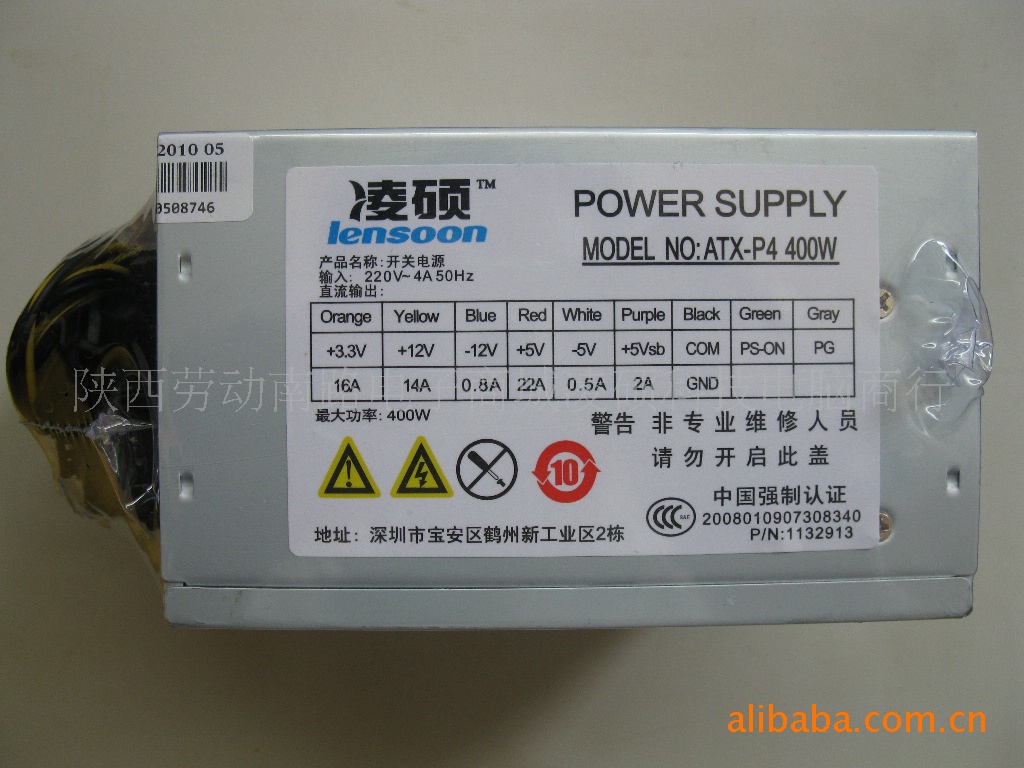 2010 05
0508746
凌硕™
lensoon
POWER SUPPLY
MODEL NO:ATX-P4 400W
产品名称:开关电源
输入: 220V~4A 50Hz
直流输出:
Orange Yellow Blue Red White Purple Black Green Gray
+3.3V +12V -12V +5V -5V +5Vsb COM PS-ON PG
16A 14A 0.8A 22A 0.5A 2A GND
陕西劳动南路电子商城 商行
最大功率: 400W
警告 非专业维修人员
请勿开启此盖
10
中国强制认证
2008010907308340
P/N:1132913
地址: 深圳市宝安区鹤州新工业区2栋
alibaba.com.cn